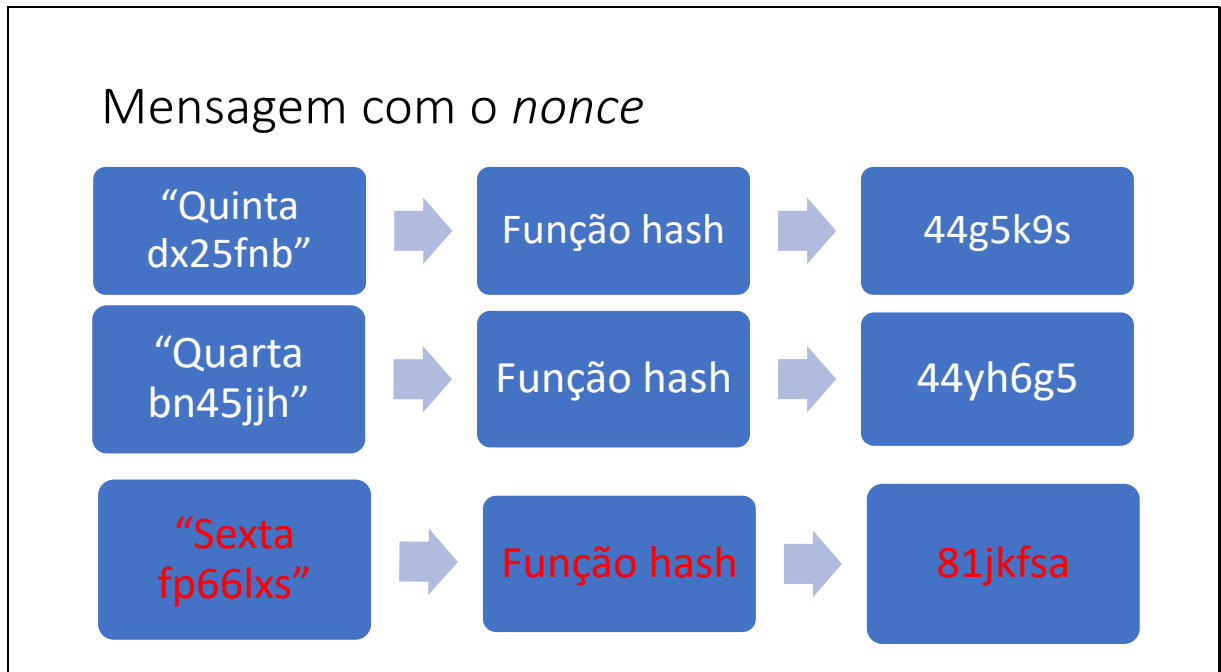 Mensagem com o nonce
“Quinta
dx25fnb”
Função hash
44g5k9s
“Quarta
bn45jjh”
Função hash
44yh6g5
“Sexta
fp66lxs”
Função hash
81jkfsa